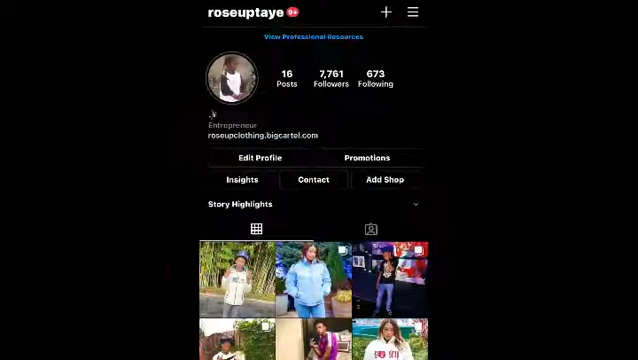 roseuptaye 9+
View Professional Resources
16 7,761 673
Posts Followers Following
Entrepreneur
roseupclothing.bigcartel.com
Edit Profile Promotions
Insights Contact Add Shop
Story Highlights